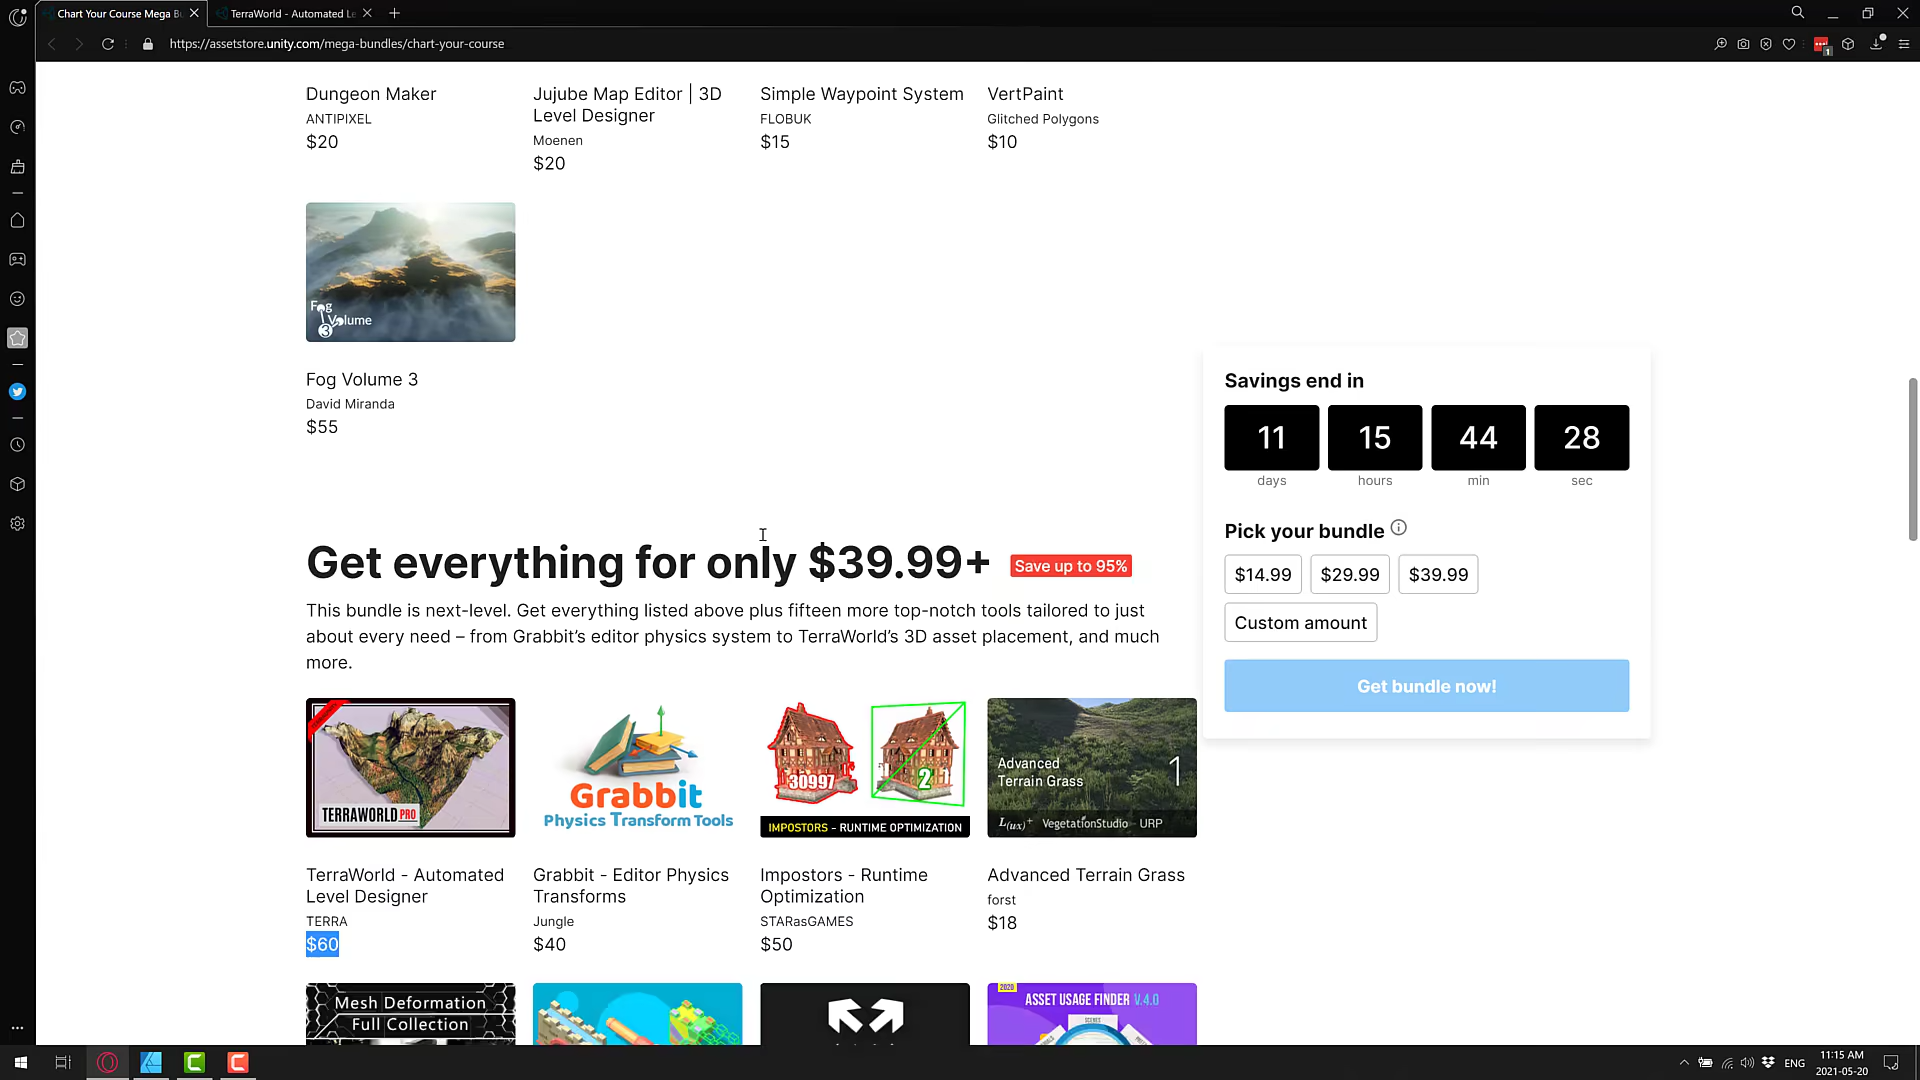 Chart Your Course Mega Bu
TerraWorld - Automated Le
https://assetstore.unity.com/mega-bundles/chart-your-course
1
Dungeon Maker
ANTIPIXEL
$20
Jujube Map Editor | 3D
Level Designer
Moenen
$20
Simple Waypoint System
FLOBUK
$15
VertPaint
Glitched Polygons
$10
Fog
Volume
3
Fog Volume 3
David Miranda
$55
Savings end in
11 15 44 28
days hours min sec
Pick your bundle
$14.99 $29.99 $39.99
Custom amount
Get bundle now!
Get everything for only $39.99+ Save up to 95%
This bundle is next-level. Get everything listed above plus fifteen more top-notch tools tailored to just
about every need – from Grabbit’s editor physics system to TerraWorld’s 3D asset placement, and much
more.
TERRAWORLD PRO
Grabbit
Physics Transform Tools
30997 2
IMPOSTORS - RUNTIME OPTIMIZATION
Advanced
Terrain Grass 1
L(ux)+ VegetationStudio URP
TerraWorld - Automated
Level Designer
TERRA
$60
Grabbit - Editor Physics
Transforms
Jungle
$40
Impostors - Runtime
Optimization
STARasGAMES
$50
Advanced Terrain Grass
forst
$18
Mesh Deformation
Full Collection
2020
ASSET USAGE FINDER V.4.0
SCENES
ENG
11:15 AM
2021-05-20